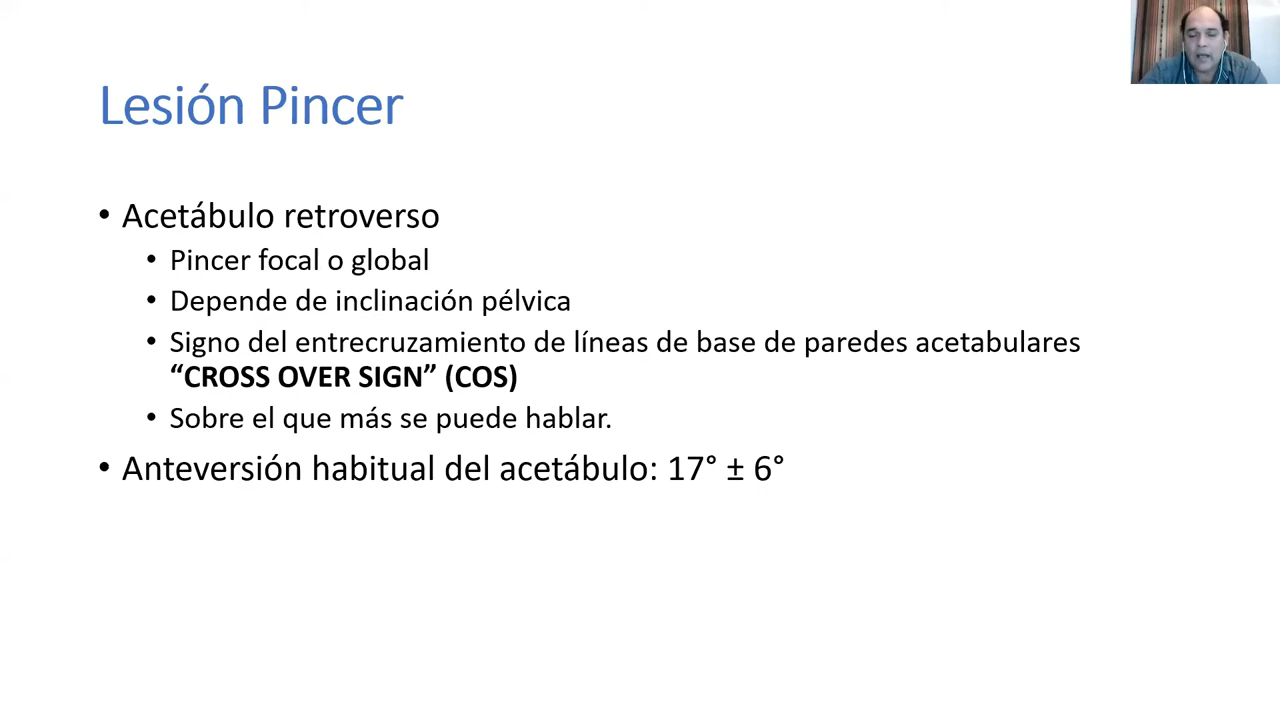 Lesión Pincer
• Acetábulo retroverso
• Pincer focal o global
• Depende de inclinación pélvica
• Signo del entrecruzamiento de líneas de base de paredes acetabulares
“CROSS OVER SIGN” (COS)
• Sobre el que más se puede hablar.
• Anteversión habitual del acetábulo: 17° ± 6°